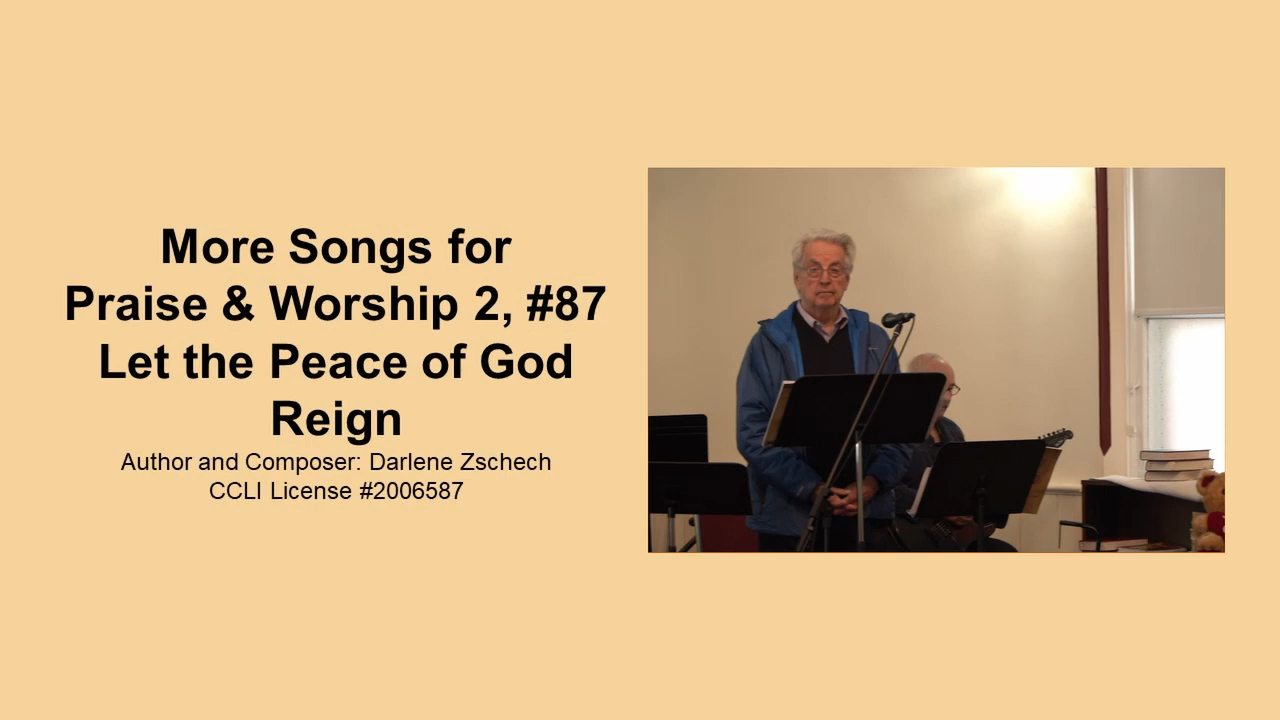 More Songs for
Praise & Worship 2, #87
Let the Peace of God
Reign
Author and Composer: Darlene Zschech
CCLI License #2006587